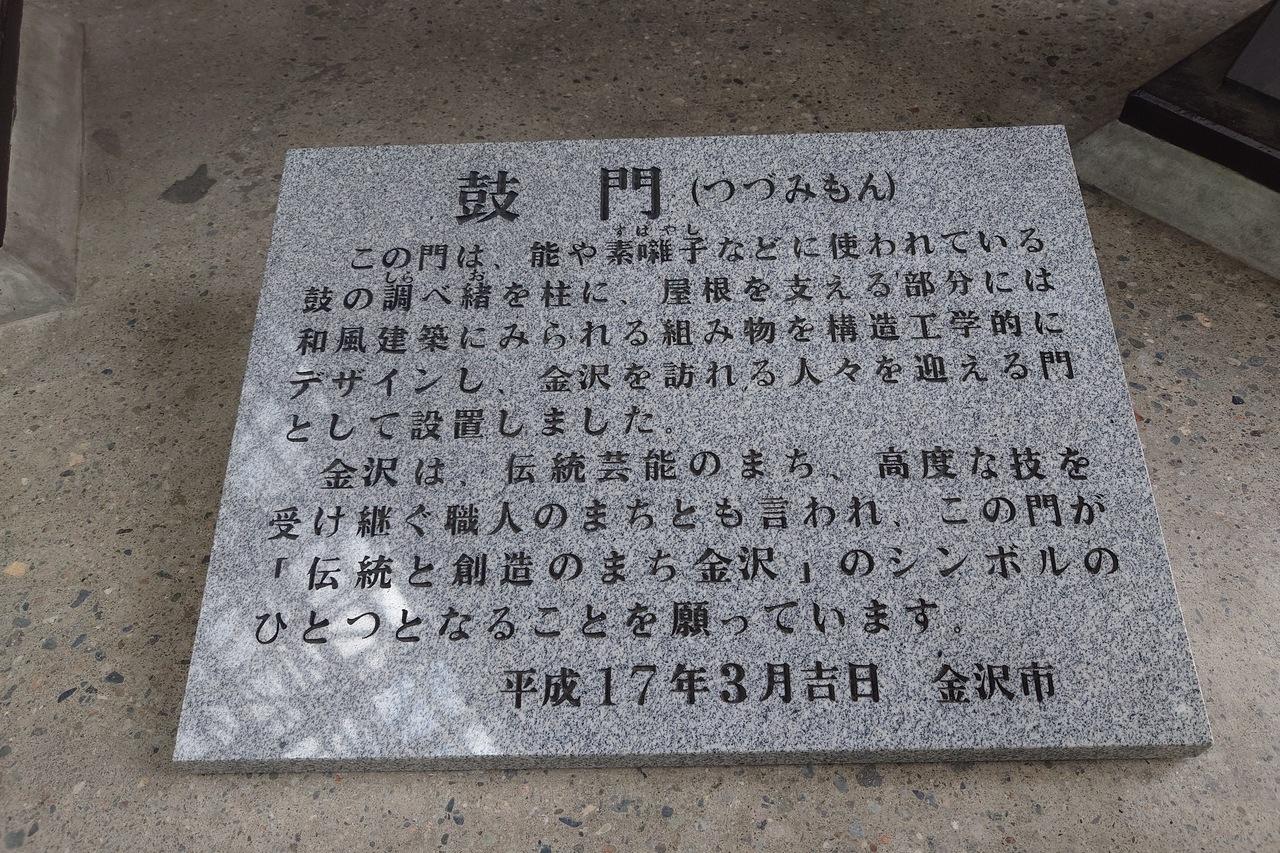 鼓 門 (つづみもん)
すばやし
この門は、能や素囃子などに使われている
しら お
鼓の調べ緒を柱に、屋根を支える部分には
和風建築にみられる組み物を構造工学的に
デザインし、金沢を訪れる人々を迎える門
として設置しました。
金沢は、伝統芸能のまち、高度な技を
受け継ぐ職人のまちとも言われ、この門が
「伝統と創造のまち金沢」のシンボルの
ひとつとなることを願っています。
平成17年3月吉日 金沢市